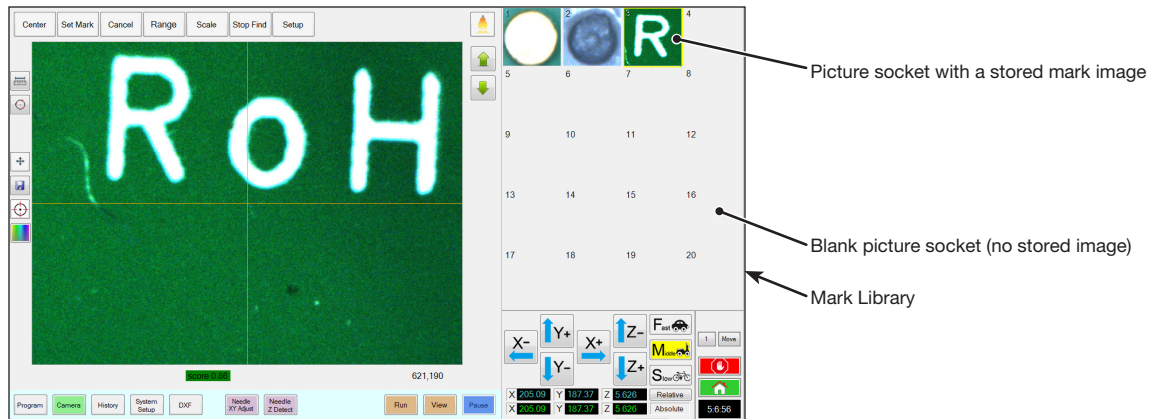 Center Set Mark Cancel Range Scale Stop Find Setup
RoH
score 0.86
621,190
Program Camera History System Setup DXF Needle XY Adjust Needle Z Detect Run View Pause
1 2 3 4
R
5 6 7 8
9 10 11 12
13 14 15 16
17 18 19 20
X- Y+ Y- X+ Z- Z+
Fast
Middle
Slow
1 Move
X 205.09 Y 187.37 Z 5.626 Relative
X 205.09 Y 187.37 Z 5.626 Absolute
5:6:56
Picture socket with a stored mark image
Blank picture socket (no stored image)
Mark Library